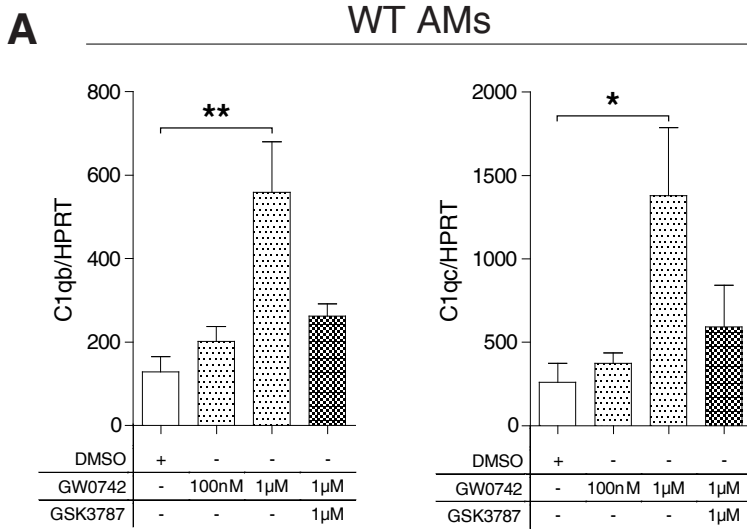 A
WT AMs
C1qb/HPRT
800
600
400
200
0
**
DMSO + - - -
GW0742 - 100nM 1µM 1µM
GSK3787 - - - 1µM
C1qc/HPRT
2000
1500
1000
500
0
*
DMSO + - - -
GW0742 - 100nM 1µM 1µM
GSK3787 - - - 1µM